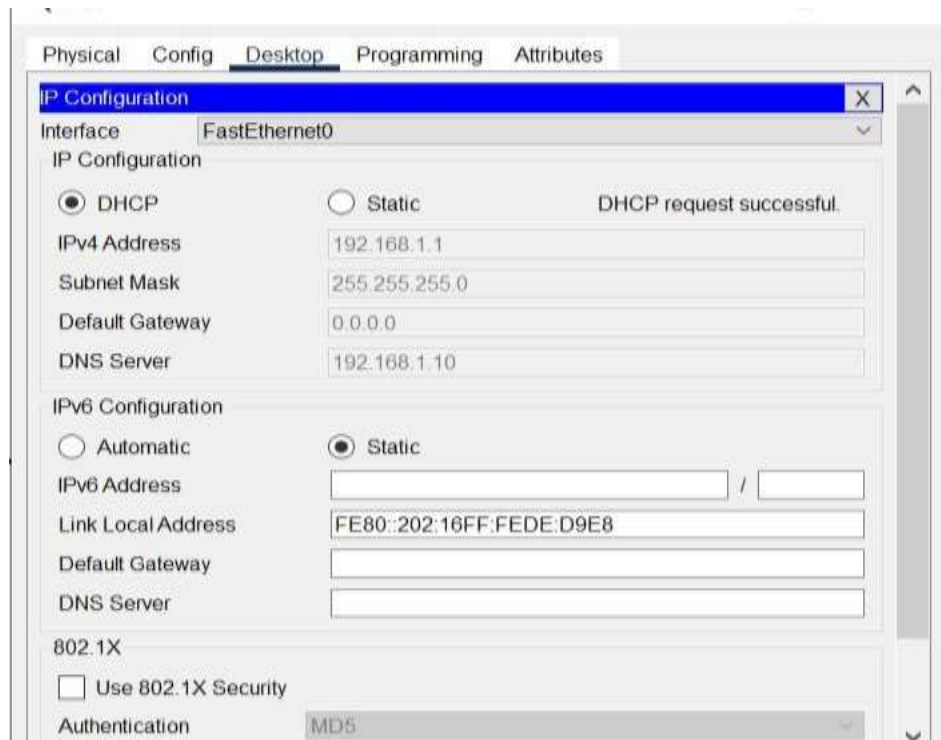 Physical Config Desktop Programming Attributes
IP Configuration X
Interface FastEthernet0
IP Configuration
DHCP Static DHCP request successful.
IPv4 Address 192.168.1.1
Subnet Mask 255.255.255.0
Default Gateway 0.0.0.0
DNS Server 192.168.1.10
IPv6 Configuration
Automatic Static
IPv6 Address /
Link Local Address FE80::202:16FF:FEDE:D9E8
Default Gateway
DNS Server
802.1X
Use 802.1X Security
Authentication MD5